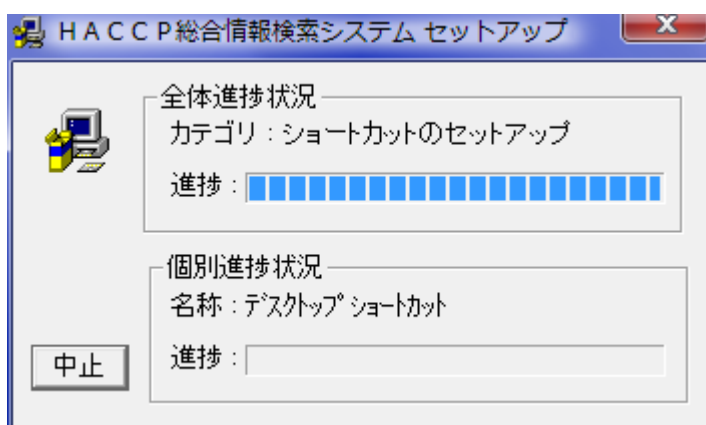 ＨＡＣＣＰ総合情報検索システム セットアップ
全体進捗状況
カテゴリ：ショートカットのセットアップ
進捗：
個別進捗状況
名称：ﾃﾞｽｸﾄｯﾌﾟ ｼｮｰﾄｶｯﾄ
進捗：
中止